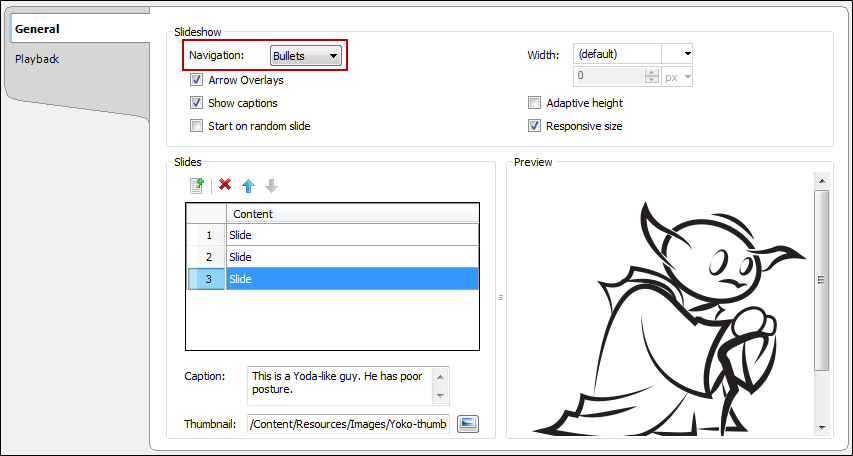 General
Playback
Slideshow
Navigation: Bullets
Width: (default)
0 px
Arrow Overlays
Show captions
Adaptive height
Start on random slide
Responsive size
Slides
Content
1 Slide
2 Slide
3 Slide
Caption: This is a Yoda-like guy. He has poor
posture.
Thumbnail: /Content/Resources/Images/Yoko-thumb
Preview